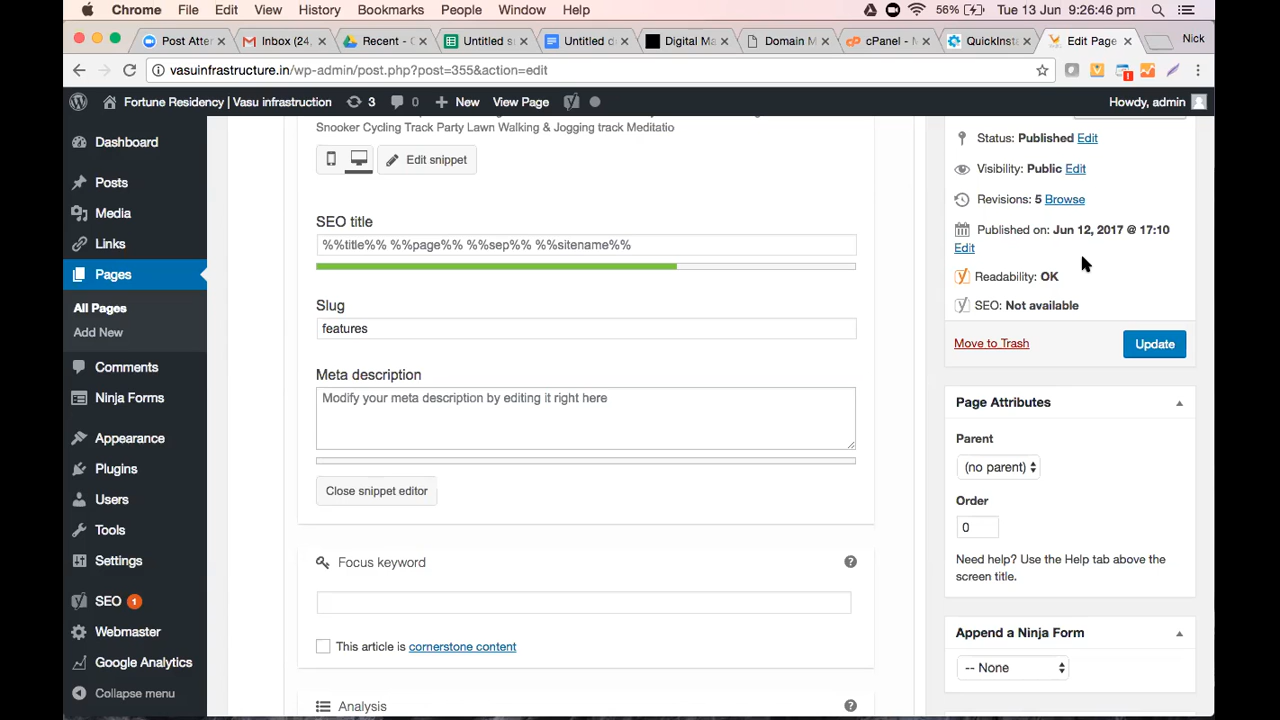 Chrome File Edit View History Bookmarks People Window Help 56% Tue 13 Jun 9:26:46 pm
Post Atter Inbox (24, Recent - Untitled s Untitled d Digital Ma Domain M cPanel - M QuickInst Edit Page Nick
vasuinfrastructure.in/wp-admin/post.php?post=355&action=edit
Fortune Residency | Vasu infrastruction 3 0 New View Page Howdy, admin
Dashboard
Posts
Media
Links
Pages
All Pages
Add New
Comments
Ninja Forms
Appearance
Plugins
Users
Tools
Settings
SEO 1
Webmaster
Google Analytics
Collapse menu
Snooker Cycling Track Party Lawn Walking & Jogging track Meditatio
Edit snippet
SEO title
%%title%% %%page%% %%sep%% %%sitename%%
Slug
features
Meta description
Modify your meta description by editing it right here
Close snippet editor
Focus keyword
This article is cornerstone content
Analysis
Status: Published Edit
Visibility: Public Edit
Revisions: 5 Browse
Published on: Jun 12, 2017 @ 17:10
Edit
Readability: OK
SEO: Not available
Move to Trash Update
Page Attributes
Parent
(no parent)
Order
0
Need help? Use the Help tab above the
screen title.
Append a Ninja Form
-- None